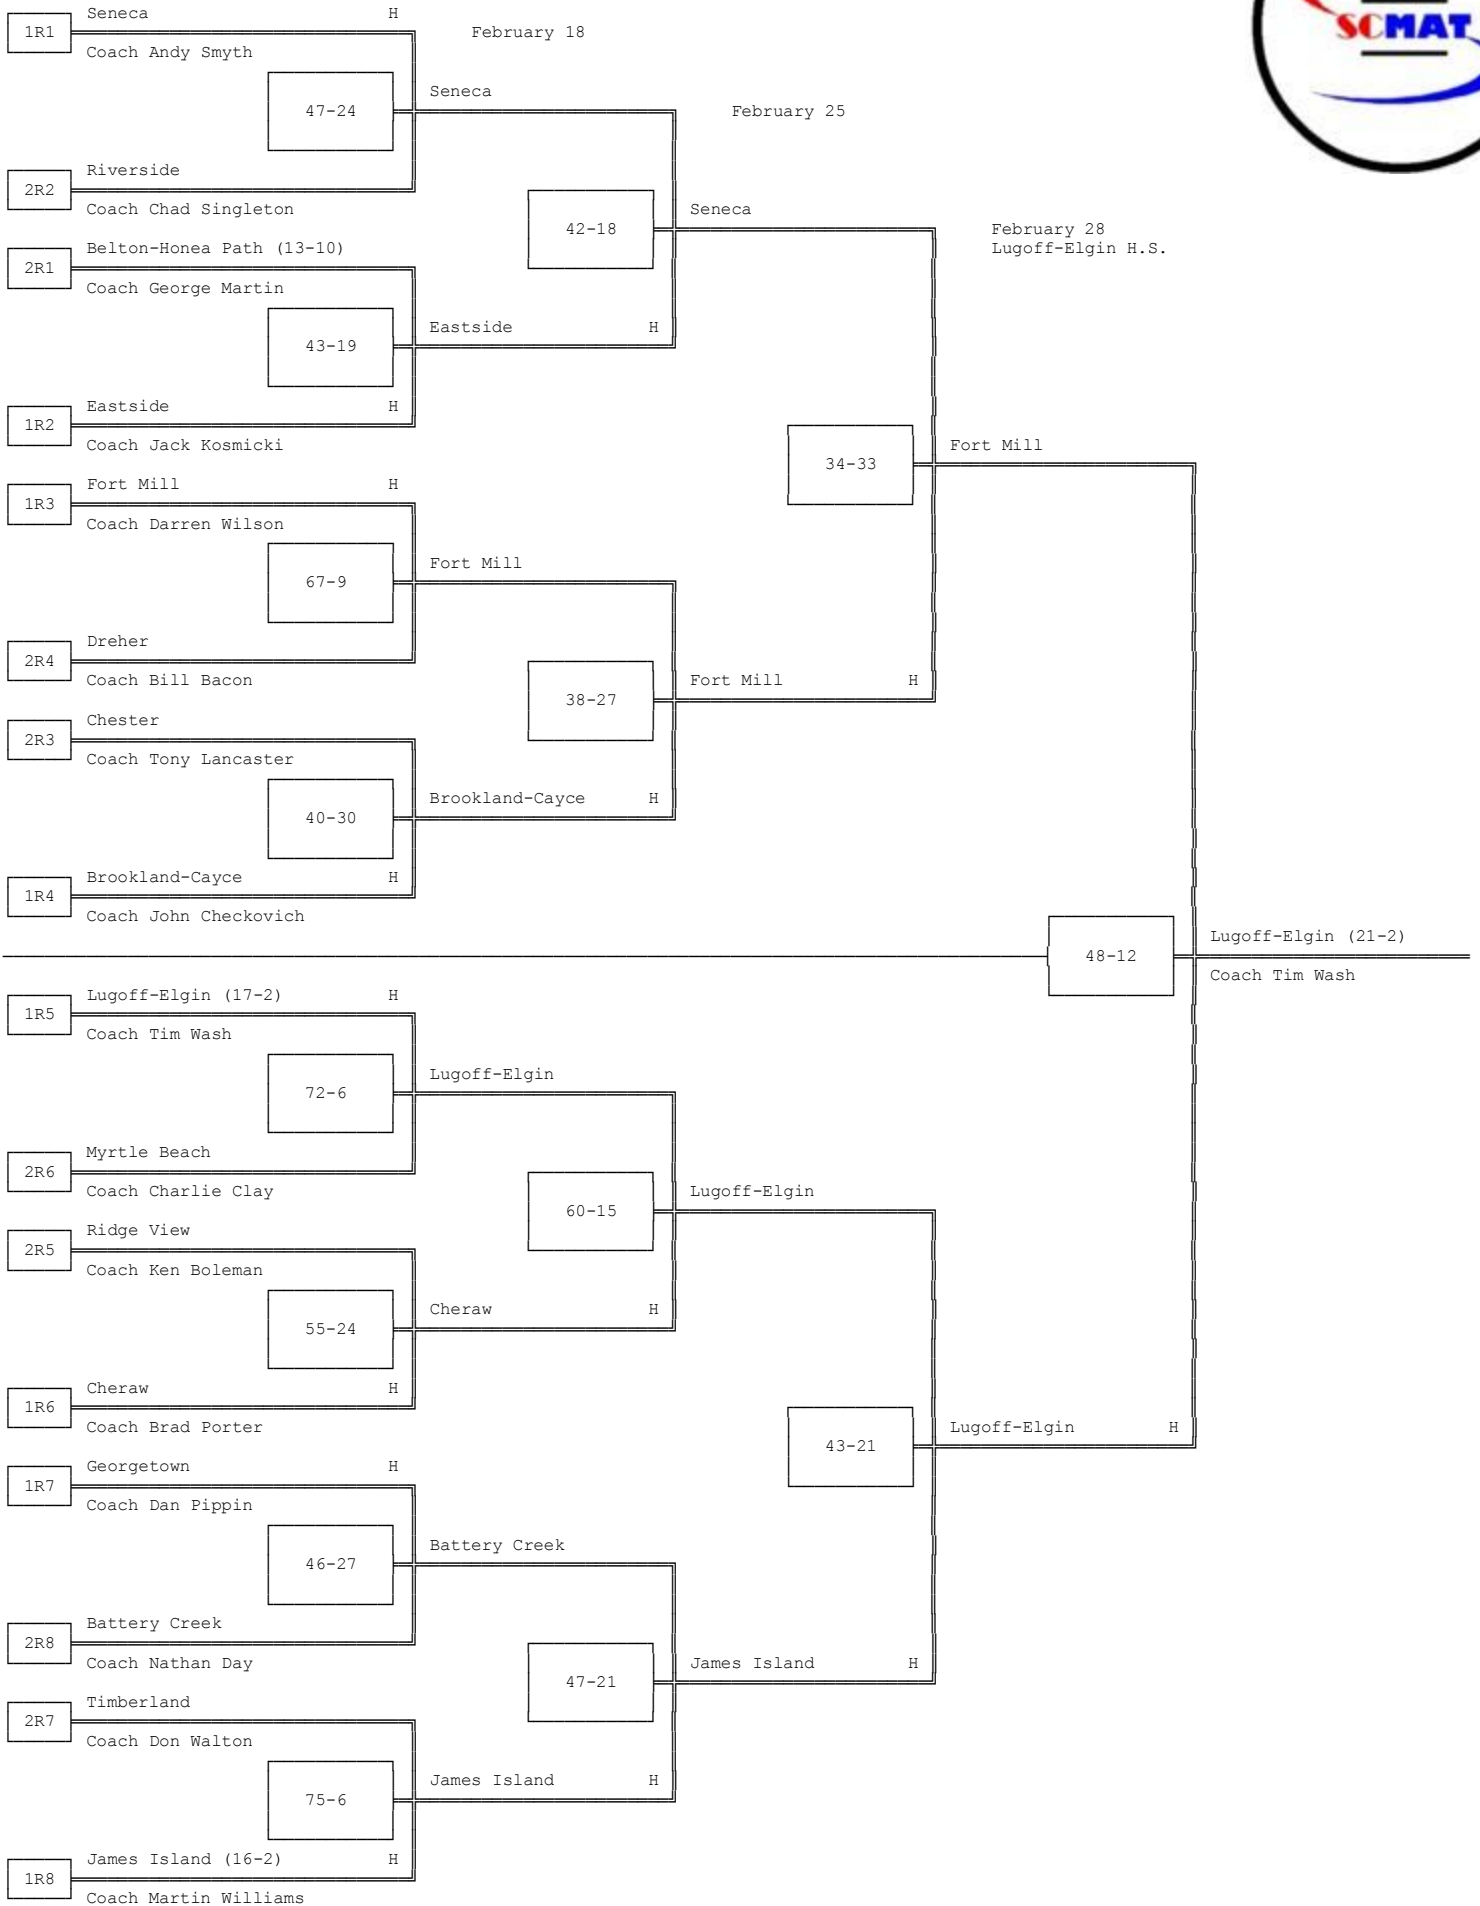 SCMAT
Seneca H
1R1
February 18
Coach Andy Smyth
Seneca
47-24
February 25
Riverside
2R2
Coach Chad Singleton
Seneca
42-18
February 28
Lugoff-Elgin H.S.
Belton-Honea Path (13-10)
2R1
Coach George Martin
Eastside H
43-19
Eastside H
1R2
Coach Jack Kosmicki
Fort Mill
34-33
Fort Mill H
1R3
Coach Darren Wilson
Fort Mill
67-9
Dreher
2R4
Coach Bill Bacon
Fort Mill H
38-27
Chester
2R3
Coach Tony Lancaster
Brookland-Cayce H
40-30
Brookland-Cayce H
1R4
Coach John Checkovich
Lugoff-Elgin (21-2)
48-12
Coach Tim Wash
Lugoff-Elgin (17-2) H
1R5
Coach Tim Wash
Lugoff-Elgin
72-6
Myrtle Beach
2R6
Coach Charlie Clay
Lugoff-Elgin
60-15
Ridge View
2R5
Coach Ken Boleman
Cheraw H
55-24
Cheraw H
1R6
Coach Brad Porter
Lugoff-Elgin H
43-21
Georgetown H
1R7
Coach Dan Pippin
Battery Creek
46-27
Battery Creek
2R8
Coach Nathan Day
James Island H
47-21
Timberland
2R7
Coach Don Walton
James Island H
75-6
James Island (16-2) H
1R8
Coach Martin Williams